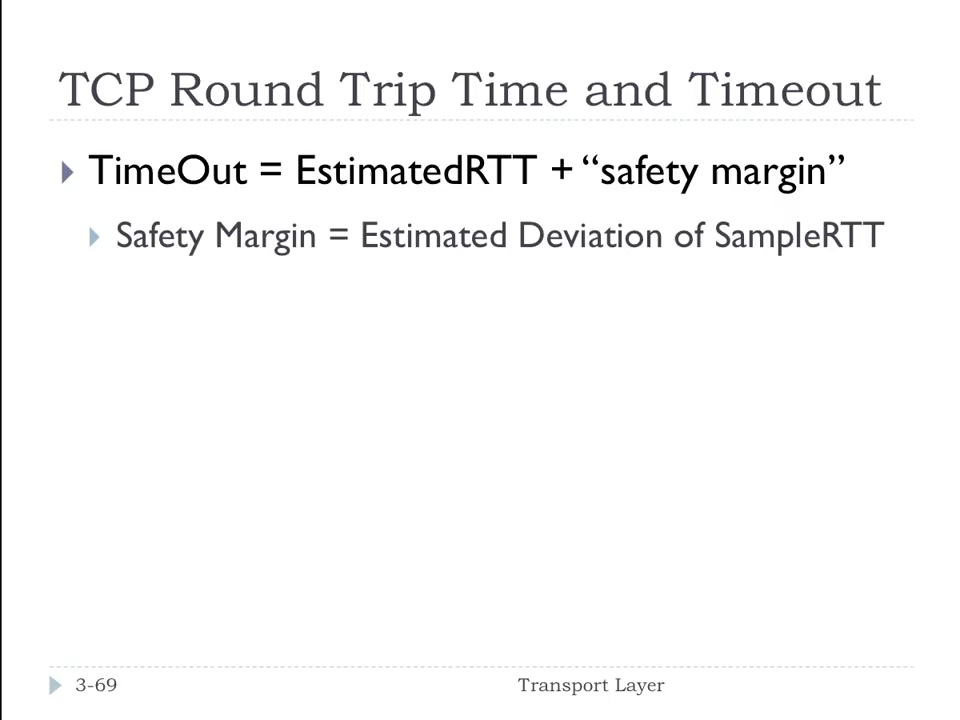 TCP Round Trip Time and Timeout
TimeOut = EstimatedRTT + “safety margin”
Safety Margin = Estimated Deviation of SampleRTT
3-69
Transport Layer